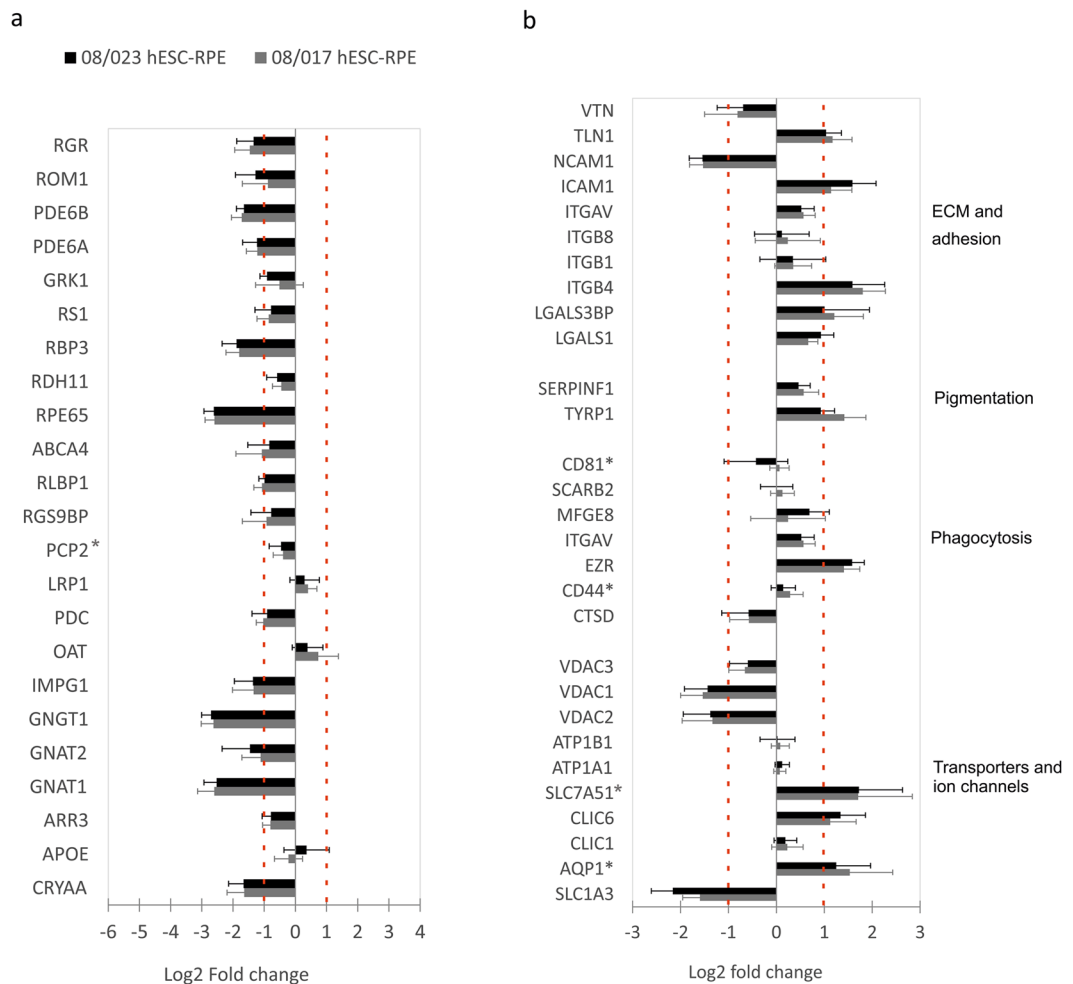 a
08/023 hESC-RPE 08/017 hESC-RPE
RGR
ROM1
PDE6B
PDE6A
GRK1
RS1
RBP3
RDH11
RPE65
ABCA4
RLBP1
RGS9BP
PCP2*
LRP1
PDC
OAT
IMPG1
GNGT1
GNAT2
GNAT1
ARR3
APOE
CRYAA
-6 -5 -4 -3 -2 -1 0 1 2 3 4
Log2 Fold change
b
VTN
TLN1
NCAM1
ICAM1
ITGAV
ITGB8
ITGB1
ITGB4
LGALS3BP
LGALS1
ECM and
adhesion
SERPINF1
TYRP1
Pigmentation
CD81*
SCARB2
MFGE8
ITGAV
EZR
CD44*
CTSD
Phagocytosis
VDAC3
VDAC1
VDAC2
ATP1B1
ATP1A1
SLC7A51*
CLIC6
CLIC1
AQP1*
SLC1A3
Transporters and
ion channels
-3 -2 -1 0 1 2 3
Log2 fold change